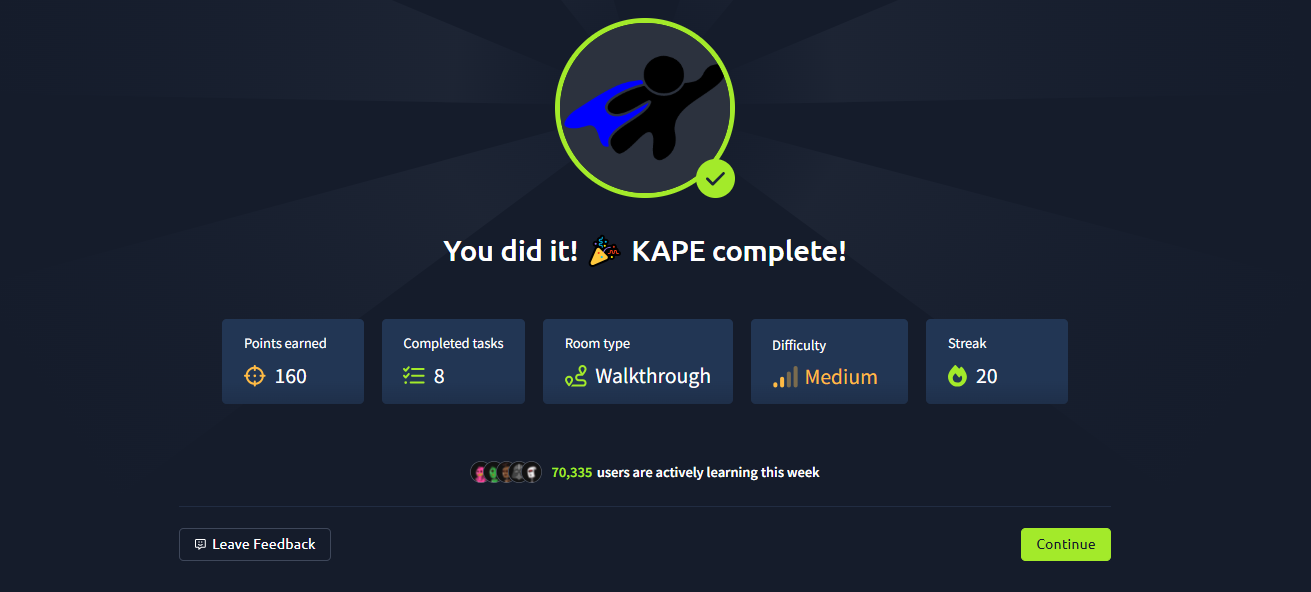 You did it! 🎉 KAPE complete!
Points earned
160
Completed tasks
8
Room type
Walkthrough
Difficulty
Medium
Streak
20
70,335 users are actively learning this week
Leave Feedback
Continue